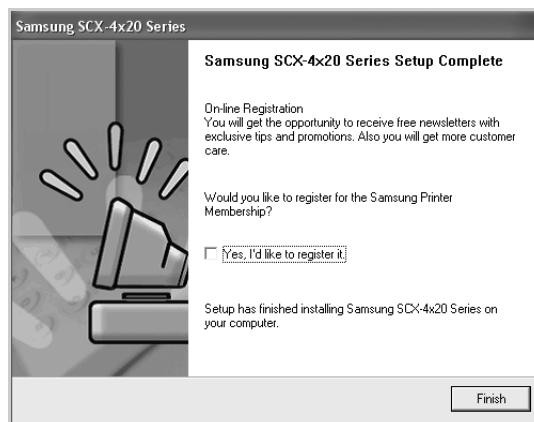 Samsung SCX-4x20 Series
Samsung SCX-4x20 Series Setup Complete
On-line Registration
You will get the opportunity to receive free newsletters with
exclusive tips and promotions. Also you will get more customer
care.
Would you like to register for the Samsung Printer
Membership?
Yes, I'd like to register it.
Setup has finished installing Samsung SCX-4x20 Series on
your computer.
Finish